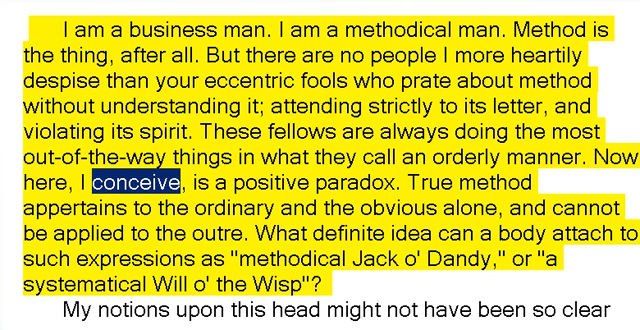 I am a business man. I am a methodical man. Method is
the thing, after all. But there are no people I more heartily
despise than your eccentric fools who prate about method
without understanding it; attending strictly to its letter, and
violating its spirit. These fellows are always doing the most
out-of-the-way things in what they call an orderly manner. Now
here, I conceive, is a positive paradox. True method
appertains to the ordinary and the obvious alone, and cannot
be applied to the outre. What definite idea can a body attach to
such expressions as "methodical Jack o' Dandy," or "a
systematical Will o' the Wisp"?
My notions upon this head might not have been so clear